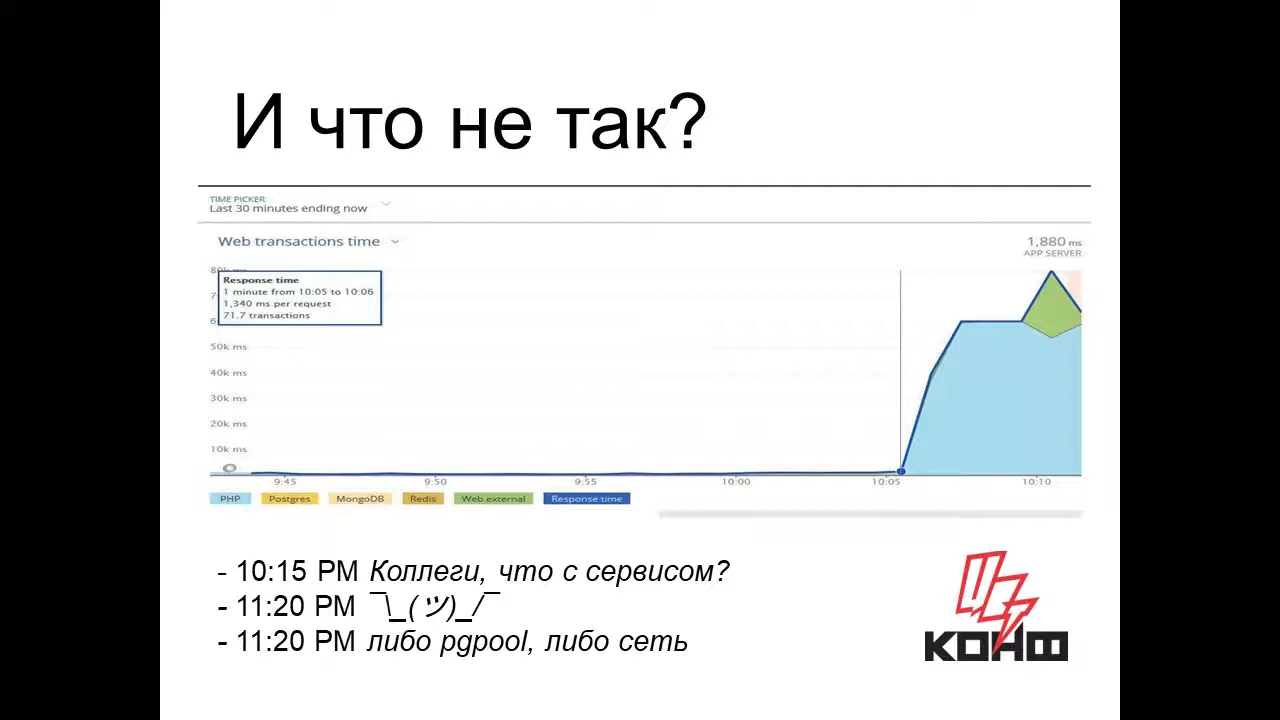 И что не так?
TIME PICKER
Last 30 minutes ending now
Web transactions time
1,880 ms
APP SERVER
Response time
1 minute from 10:05 to 10:06
1,340 ms per request
71.7 transactions
50k ms
40k ms
30k ms
20k ms
10k ms
9:45 9:50 9:55 10:00 10:05 10:10
PHP Postgres MongoDB Redis Web external Response time
- 10:15 PM Коллеги, что с сервисом?
- 11:20 PM ¯\_(ツ)_/¯
- 11:20 PM либо pgpool, либо сеть
КОНФ